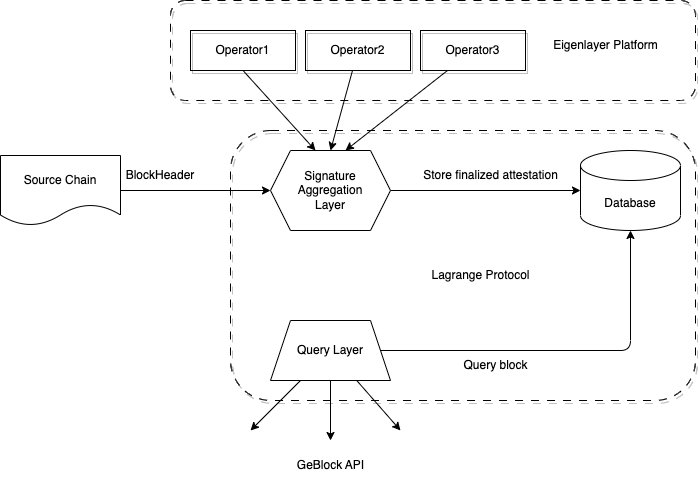 Operator1
Operator2
Operator3
Eigenlayer Platform
Source Chain
BlockHeader
Signature
Aggregation
Layer
Store finalized attestation
Database
Lagrange Protocol
Query Layer
Query block
GeBlock API